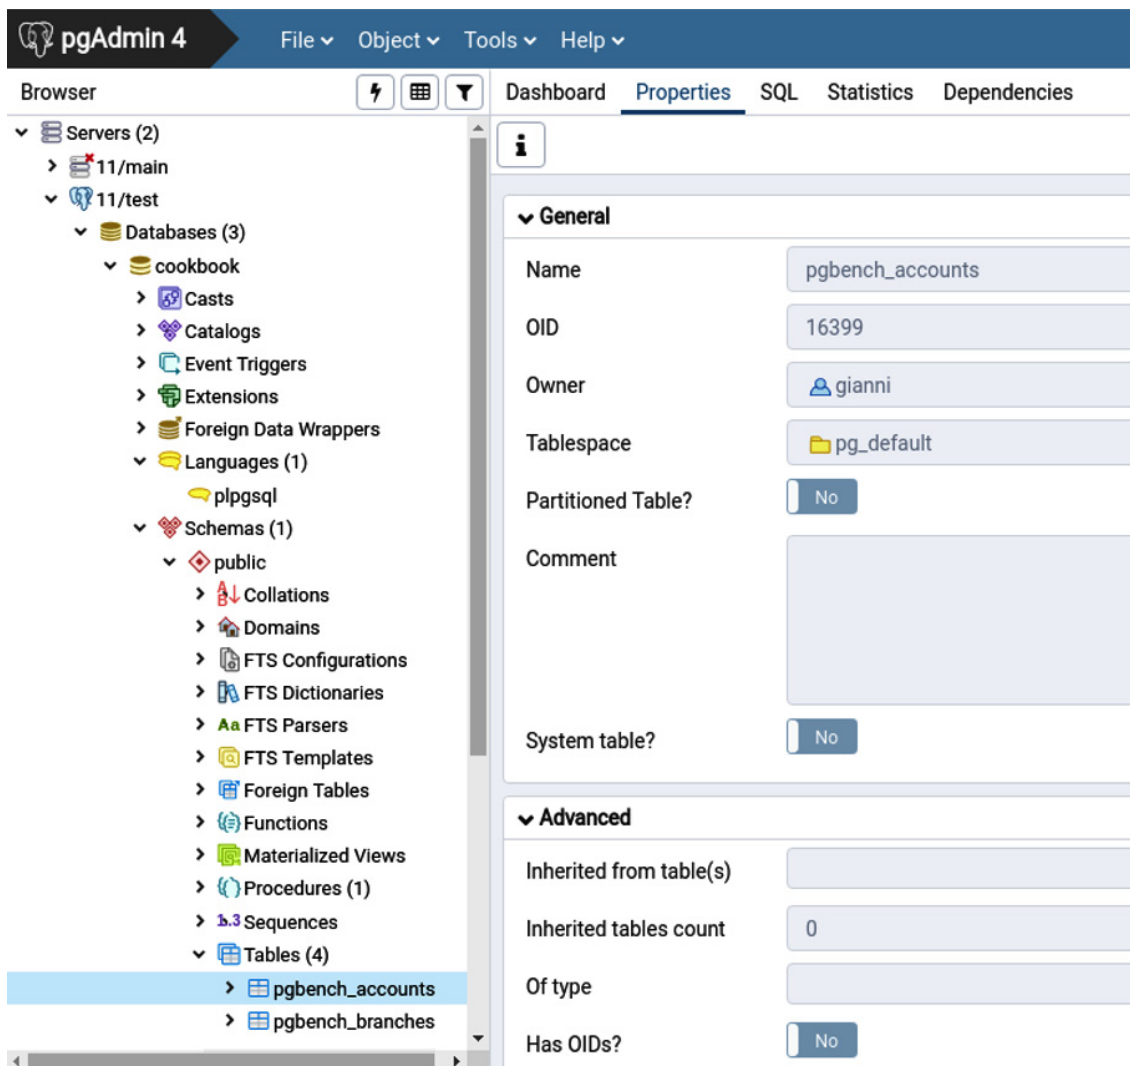 pgAdmin 4 File Object Tools Help
Browser
Dashboard Properties SQL Statistics Dependencies
Servers (2)
11/main
11/test
Databases (3)
cookbook
Casts
Catalogs
Event Triggers
Extensions
Foreign Data Wrappers
Languages (1)
plpgsql
Schemas (1)
public
Collations
Domains
FTS Configurations
FTS Dictionaries
Aa FTS Parsers
FTS Templates
Foreign Tables
Functions
Materialized Views
Procedures (1)
1.3 Sequences
Tables (4)
pgbench_accounts
pgbench_branches
i
General
Name pgbench_accounts
OID 16399
Owner gianni
Tablespace pg_default
Partitioned Table? No
Comment
System table? No
Advanced
Inherited from table(s)
Inherited tables count 0
Of type
Has OIDs? No